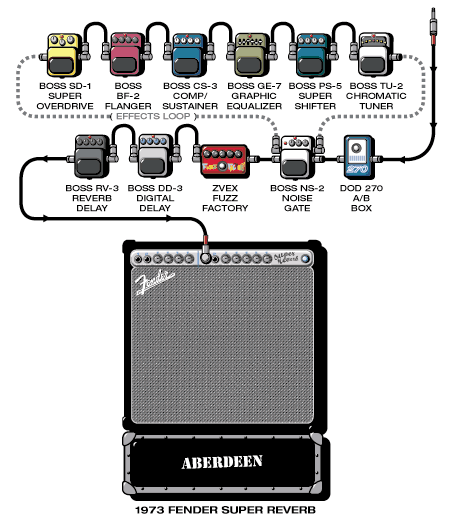 BOSS SD-1
SUPER
OVERDRIVE
BOSS
BF-2
FLANGER
BOSS CS-3
COMP/
SUSTAINER
BOSS GE-7
GRAPHIC
EQUALIZER
BOSS PS-5
SUPER
SHIFTER
BOSS TU-2
CHROMATIC
TUNER
( EFFECTS LOOP )
270
BOSS RV-3
REVERB
DELAY
BOSS DD-3
DIGITAL
DELAY
ZVEX
FUZZ
FACTORY
BOSS NS-2
NOISE
GATE
DOD 270
A/B
BOX
Super
Reverb
Fender
ABERDEEN
1973 FENDER SUPER REVERB